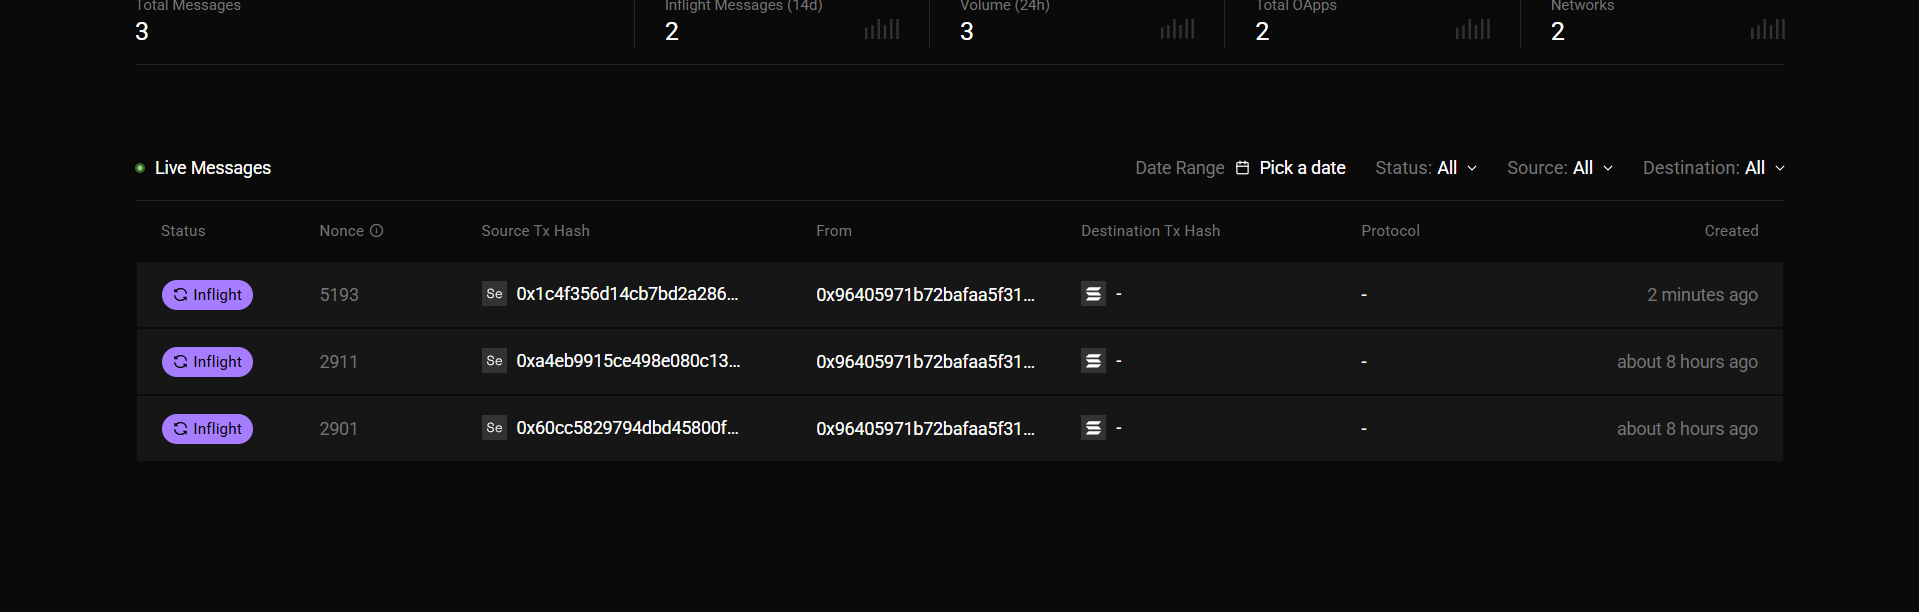 Total Messages Inflight Messages (14d) Volume (24h) Total OApps Networks
3 2 3 2 2
Live Messages Date Range Pick a date Status: All Source: All Destination: All
Status Nonce Source Tx Hash From Destination Tx Hash Protocol Created
Inflight 5193 Se 0x1c4f356d14cb7bd2a286... 0x96405971b72bafaa5f31... - - 2 minutes ago
Inflight 2911 Se 0xa4eb9915ce498e080c13... 0x96405971b72bafaa5f31... - - about 8 hours ago
Inflight 2901 Se 0x60cc5829794dbd45800f... 0x96405971b72bafaa5f31... - - about 8 hours ago